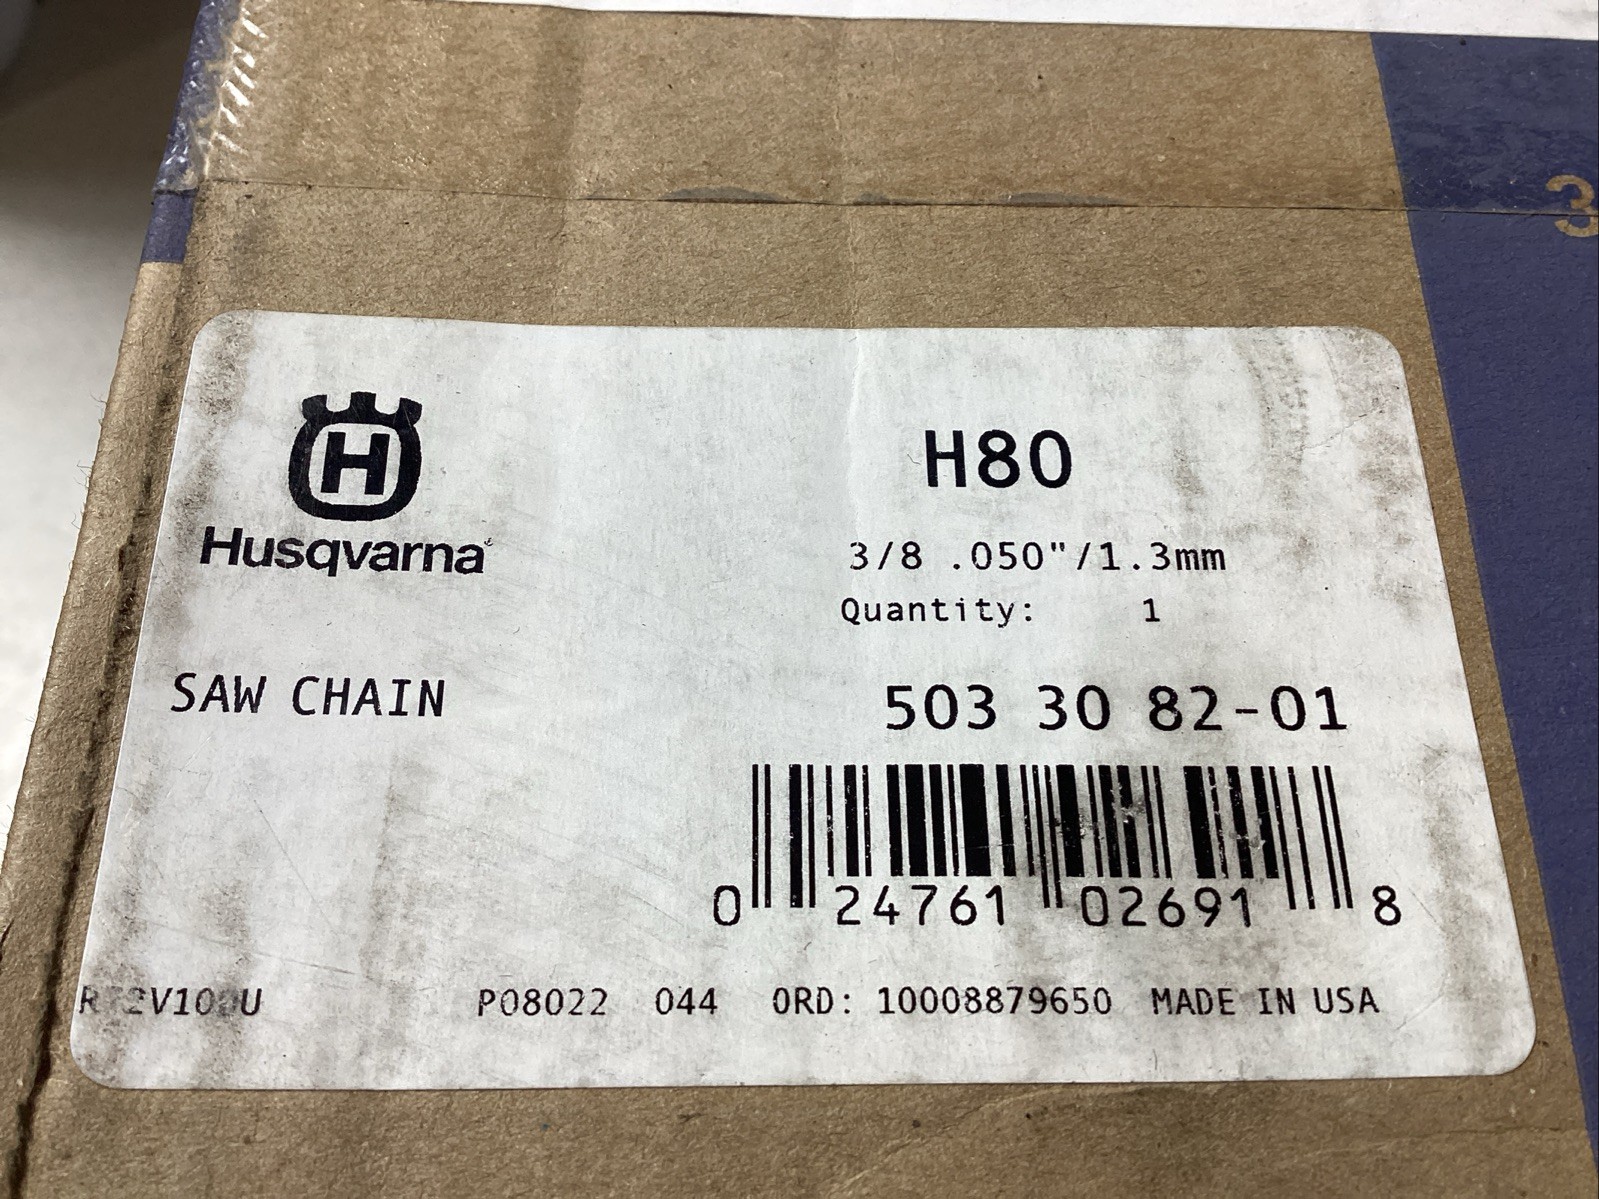 3
H
Husqvarna
H80
3/8 .050"/1.3mm
Quantity: 1
SAW CHAIN
503 30 82-01
0 24761 02691 8
P08022 044 ORD: 10008879650 MADE IN USA